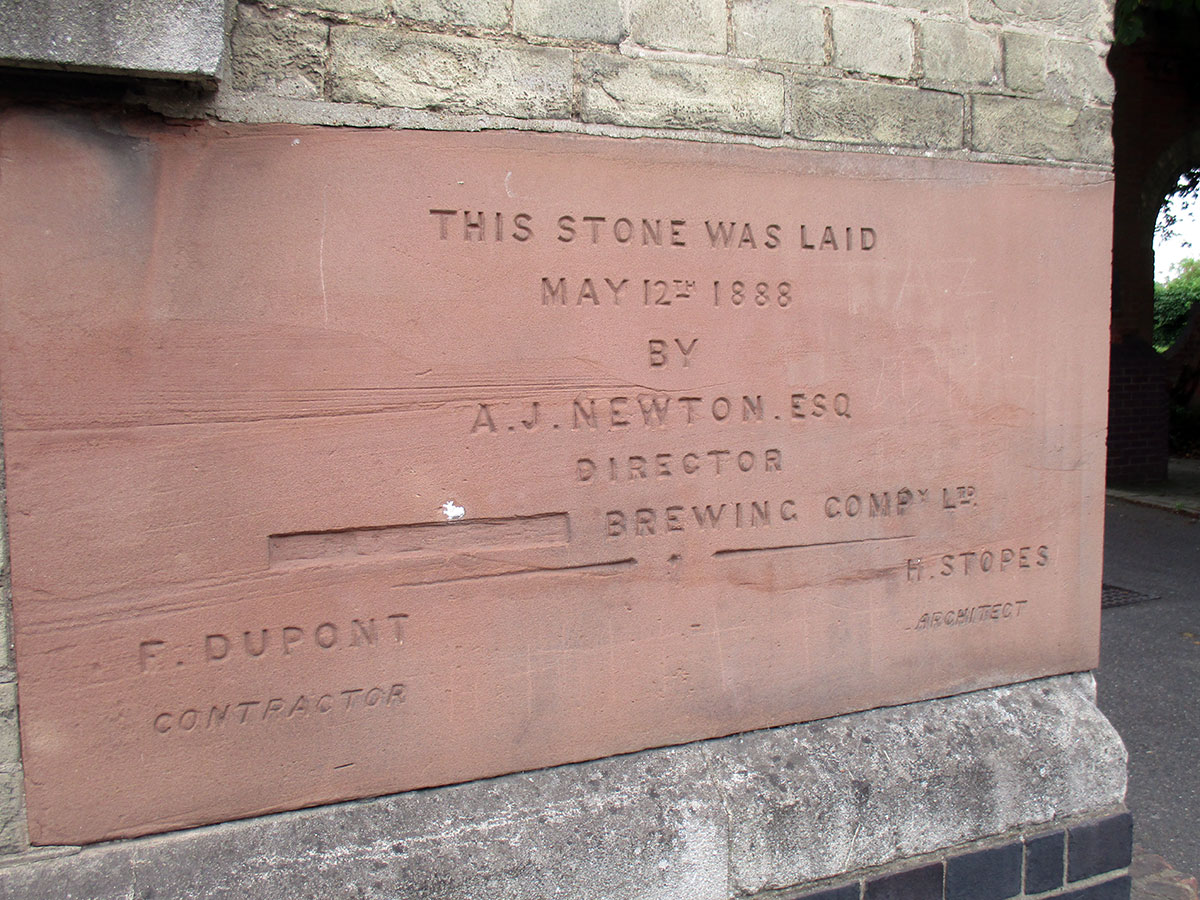 THIS STONE WAS LAID
MAY 12TH 1888
BY
A.J. NEWTON. ESQ
DIRECTOR
BREWING COMPY LTD.
H. STOPES
ARCHITECT
F. DUPONT
CONTRACTOR